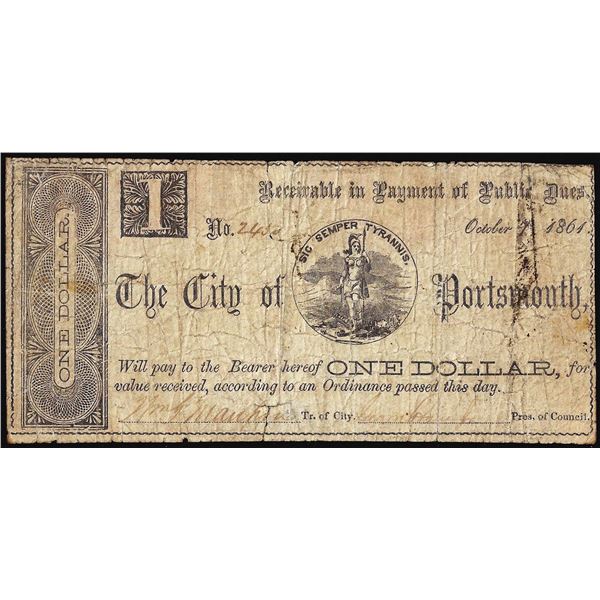 ONE DOLLAR.
1
Receivable in Payment of Public Dues.
No.
October 1861.
SIC SEMPER TYRANNIS.
The City of Portsmouth,
Will pay to the Bearer hereof ONE DOLLAR, for
value received, according to an Ordinance passed this day.
Tr. of City. Pres. of Council.